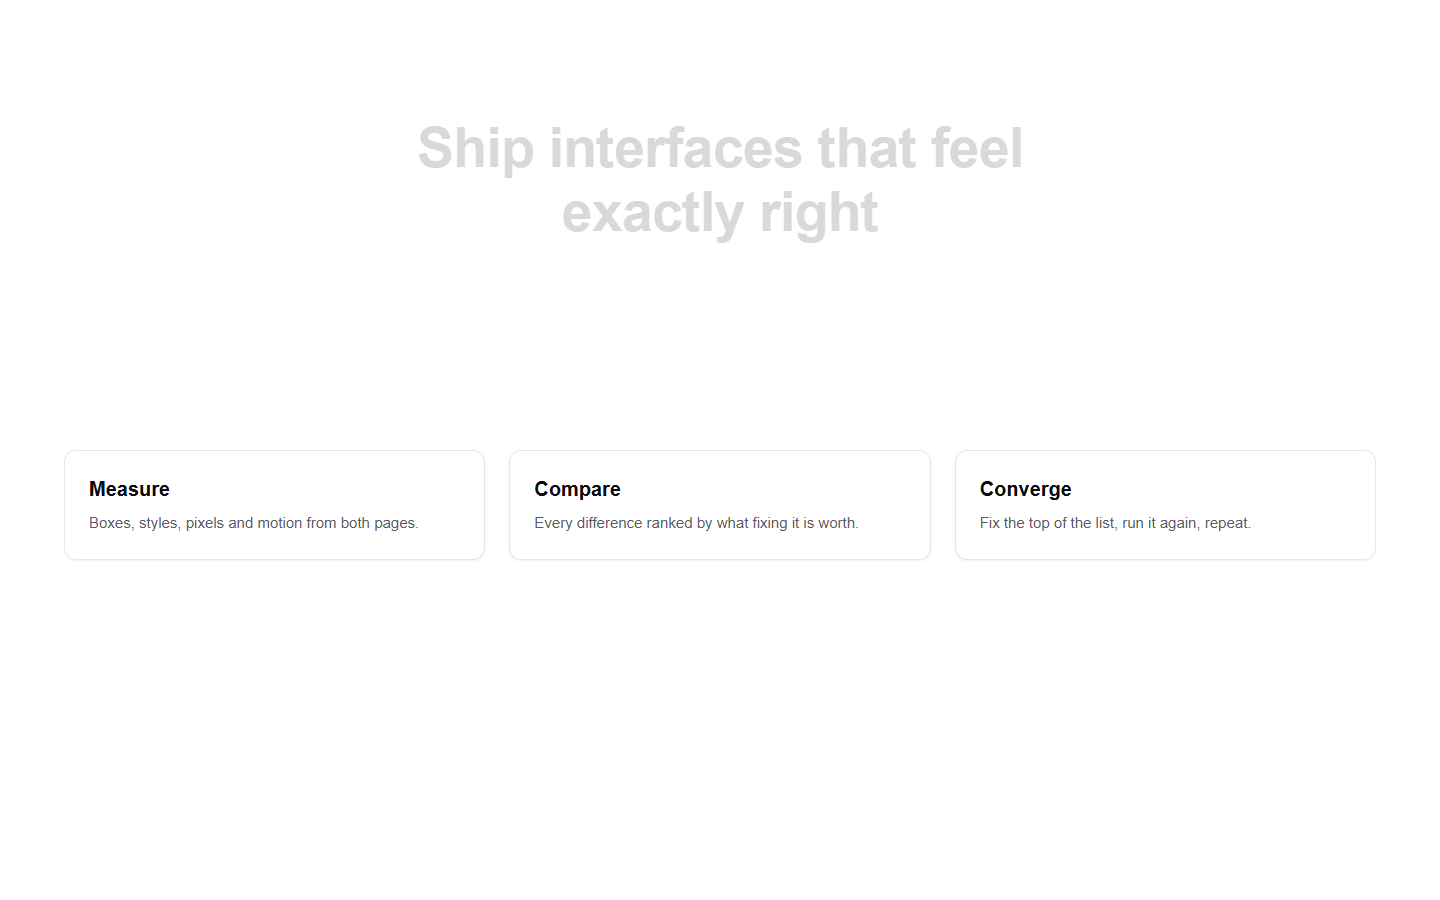 Ship interfaces that feel
exactly right
Measure
Boxes, styles, pixels and motion from both pages.
Compare
Every difference ranked by what fixing it is worth.
Converge
Fix the top of the list, run it again, repeat.